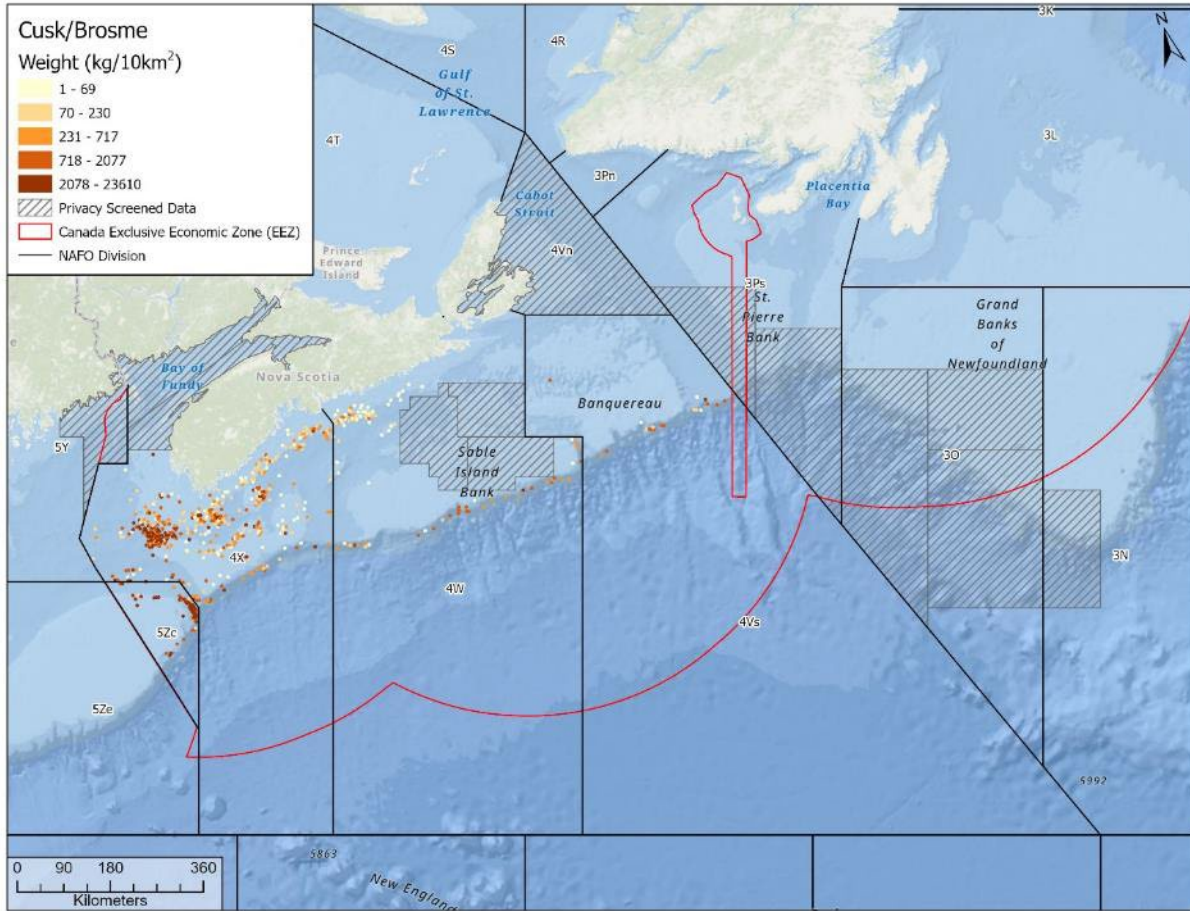 Cusk/Brosme
Weight (kg/10km²)
1 - 69
70 - 230
231 - 717
718 - 2077
2078 - 23610
Privacy Screened Data
Canada Exclusive Economic Zone (EEZ)
NAFO Division
3K
N
4S
4R
Gulf
of St.
Lawrence
4T
3L
3Pn
Cabot
Strait
Placentia
Bay
4Vn
Prince
Edward
Island
3Ps
St.
Pierre
Bank
Grand
Banks
of
Newfoundland
Bay of
Fundy
Nova Scotia
Banquereau
5Y
Sable
Island
Bank
3O
4X
3N
4W
4Vs
5Zc
5Ze
5992
5863
New England
0 90 180 360
Kilometers